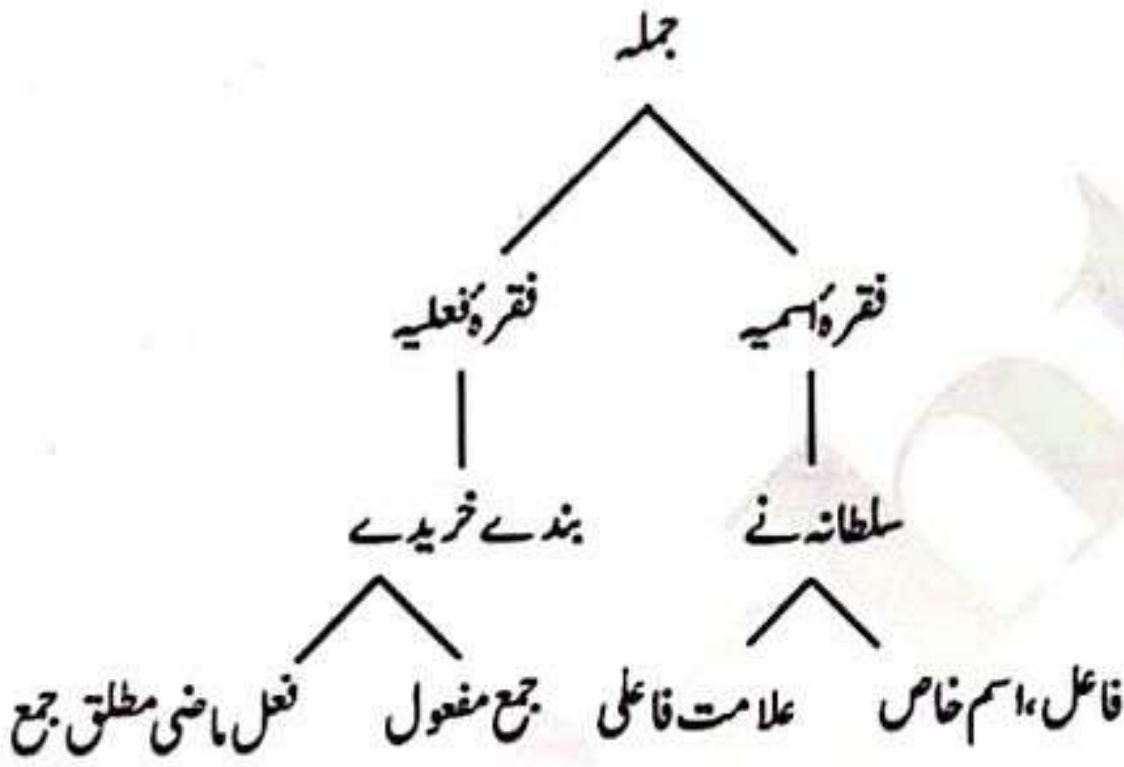 جملہ
فقرۂ اسمیہ فقرۂ فعلیہ
سلطانہ نے بندے خریدے
فاعل، اسم خاص علامت فاعلی جمع مفعول فعل ماضی مطلق جمع